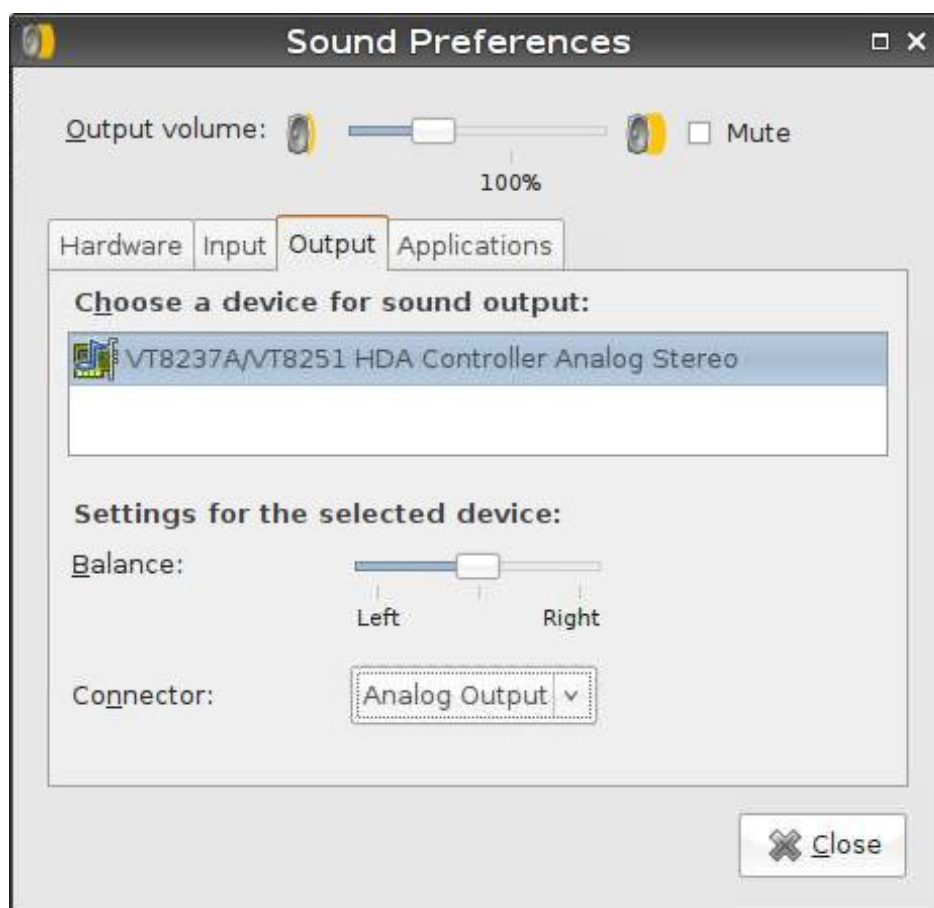 Sound Preferences
Output volume:
Mute
100%
Hardware Input Output Applications
Choose a device for sound output:
VT8237A/VT8251 HDA Controller Analog Stereo
Settings for the selected device:
Balance:
Left Right
Connector: Analog Output
Close